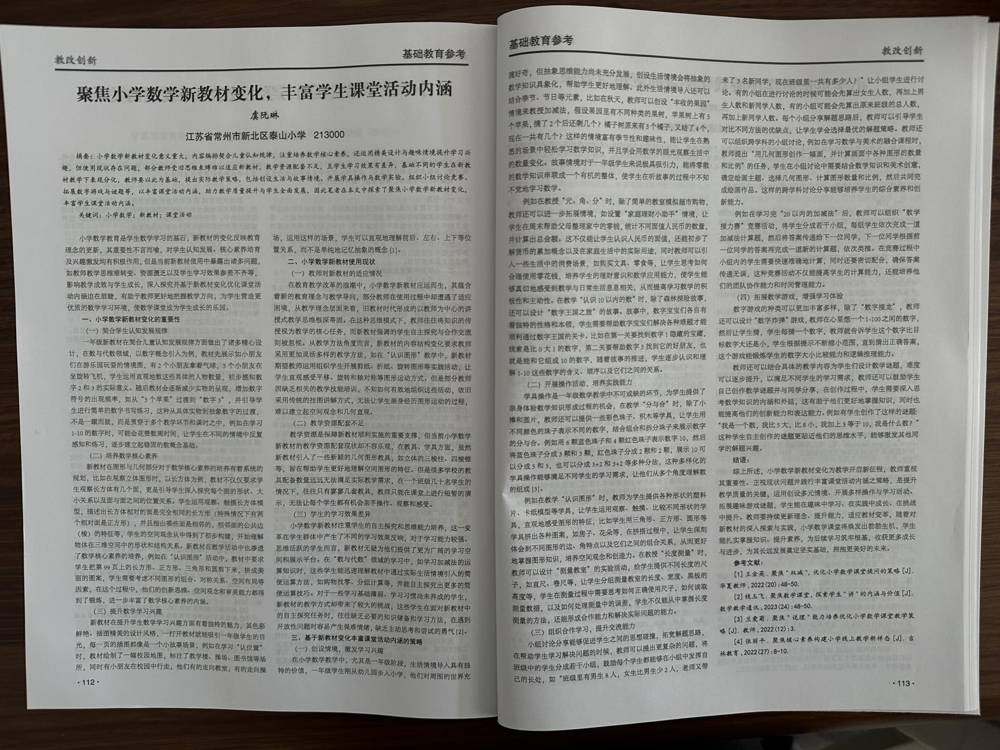 教改创新
基础教育参考
聚焦小学数学新教材变化，丰富学生课堂活动内涵
虞阮琳
江苏省常州市新北区泰山小学 213000
摘要：小学数学新教材变化意义重大，内容编排契合儿童认知规律，注重培养数学核心素养，还运用精美设计与趣味情境提升学习兴
趣，但使用现状存在问题，部分教师受旧思维束缚难以适应新教材，教学资源配套不足，且学生学习效果有差异，基础不同的学生在新教
材教学下表现分化，教师要以此为基础，提出实际教学策略，包括创设生活与故事情境、开展学具操作与数学实验、组织小组讨论竞赛、
拓展数字游戏与谜题等，以丰富课堂活动内涵，助力教学质量提升与学生全面发展，因此笔者在本文中探索了聚焦小学数学新教材变化，
丰富学生课堂活动内涵。
关键词：小学数学；新教材；课堂活动
小学数学教育是学生数学学习的基石，新教材的变化反映教育
理念的更新，其重要性不言而喻，对学生认知发展、核心素养培育
及兴趣激发均有积极作用，但是当前新教材使用中暴露出诸多问题，
如教师教学思维难转变、资源匮乏以及学生学习效果参差不齐等，
影响教学成效与学生成长，深入探究并基于新教材变化优化课堂活
动内涵迫在眉睫，有助于教师更好地把握教学方向，为学生营造更
优质的数学学习环境，使数学课堂成为学生成长的乐园。
一、小学数学新教材变化的重要性
（一）契合学生认知发展规律
一年级新教材在契合儿童认知发展规律方面做出了诸多精心设
计，在数与代数领域，以数字概念引入为例，教材先展示如小朋友
们在游乐园玩耍的情境图，有 2 个小朋友拿着气球，3 个小朋友在
坐旋转飞机，学生运用直观地数这些具体的人物数量，初步感知数
字 2 和 3 的实际意义。随后教材会逐渐减少实物的呈现，增加数字
符号的出现频率，如从“3 个苹果”过渡到“数字 3”，并引导学
生进行简单的数字书写练习，这种从具体实物到抽象数字的过渡，
不是一蹴而就，而是贯穿于多个教学环节和课时之中，例如在学习
1-10 的数字时，可能会花费数周时间，让学生在不同的情境中反复
感知和练习，逐步建立起稳固的数概念基础。
（二）培养数学核心素养
新教材在图形与几何部分对于数学核心素养的培养有着系统的
规划，比如在观察立体图形时，以长方体为例，教材不仅仅要求学
生观察长方体有几个面，更是引导学生深入探究每个面的形状、大
小关系以及面与面之间的位置关系。学生运用观察、触摸长方体模
型，描述出长方体相对的面是完全相同的长方形（特殊情况下有两
个相对面是正方形），并且指出哪些面是相邻的，相邻面的公共边
（棱）的特征等，学生的空间观念从中得到了初步构建，开始理解
物体在三维空间中的形状和结构关系。新教材在教学活动中也渗透
了数学核心素养的培养，例如在“认识图形”活动中，教材中要求
学生把第 99 页上的长方形、正方形、三角形和圆剪下来，拼成美
丽的图案，学生需要考虑不同图形的组合、对称关系、空间布局等
因素，在这个过程中，他们的创新思维、空间观念和审美能力都得
到了锻炼，进一步丰富了数学核心素养的内涵。
（三）提升数学学习兴趣
新教材在提升学生数学学习兴趣方面有着独特的魅力，其色彩
鲜艳、插图精美的设计风格，一打开教材就能吸引一年级学生的目
光，每一页的插图都像是一个小故事场景，例如在学习“认位置”
时，教材绘制了一幅校园地图，标注了教学楼、操场、图书馆等场
所，同时有小朋友在校园中行走，他们有的走向教室，有的走向操
场，运用这样的场景，学生可以直观地理解前后、左右、上下等位
置关系，而不是单纯地记忆抽象的概念 [1]。
二、小学数学新教材使用现状
（一）教师对新教材的适应情况
在教育教学改革的浪潮中，小学数学新教材应运而生，其蕴含
着新的教育理念与教学导向，部分教师在使用过程中却遭遇了适应
困境，从教学理念层面来看，旧教材时代形成的以教师为中心的讲
授式教学思维根深蒂固。在这种思维模式下，教师往往将知识的传
授视为教学的核心任务，而新教材强调的学生自主探究与合作交流
则被忽视。从教学方法角度而言，新教材的内容结构变化要求教师
采用更加灵活多样的教学方法，如在“认识图形”教学中，新教材
期望教师运用组织学生开展剪纸、折纸、旋转图形等实践活动，让
学生直观感受平移、旋转和轴对称等图形运动方式。但是部分教师
因缺乏相关的教学技能培训，不知如何有效地组织这些活动，依旧
采用传统的挂图讲解方式，无法让学生亲身经历图形运动的过程，
难以建立起空间观念和几何直观。
（二）教学资源配套不足
教学资源是保障新教材顺利实施的重要支撑，但当前小学数学
新教材的教学资源配套现状却不容乐观，在教具、学具方面，虽然
新教材引入了一些新颖的几何图形教具，如立体的三棱柱、四棱锥
等，旨在帮助学生更好地理解空间图形的特征。但是很多学校的教
具配备数量远远无法满足实际教学需求，在一个班级几十名学生的
情况下，往往只有寥寥几套教具，教师只能在课堂上进行短暂的演
示，无法让每个学生都有机会亲手操作、观察和感受。
（三）学生的学习效果差异
小学数学新教材注重学生的自主探究和思维能力培养，这一变
革在学生群体中产生了不同的学习效果反响，对于学习能力较强、
思维活跃的学生而言，新教材无疑为他们提供了更为广阔的学习空
间和展示平台。在“数与代数”领域的学习中，如学习加减法的运
算知识时，这些学生能迅速理解教材中通过实际生活情境引入的简
便运算方法，如购物找零、分组计算等，并能自主探究出更多的简
便运算技巧。对于一些学习基础薄弱、学习习惯尚未养成的学生，
新教材的教学方式却带来了较大的挑战，这些学生在面对新教材中
的自主探究任务时，往往缺乏必要的知识储备和学习方法，在遇到
开放性问题时容易产生畏难情绪，缺乏主动思考和尝试的勇气 [2]。
三、基于新教材变化丰富课堂活动内涵的策略
（一）创设情境，激发学习兴趣
在小学数学教学中，尤其是一年级阶段，生活情境导入具有独
特的价值，一年级学生刚从幼儿园步入小学，他们对周围的世界充
· 112 ·
基础教育参考
教改创新
满好奇，但抽象思维能力尚未充分发展，创设生活情境会将抽象的
数学知识具象化，帮助学生更好地理解。此外生活情境导入还可以
结合季节、节日等元素，比如在秋天，教师可以创设“丰收的果园”
情境来教授加减法，假设果园里有不同种类的果树，苹果树上有 5
个苹果，摘了 2 个后还剩几个？橘子树原来有 3 个橘子，又结了 4 个，
现在一共有几个？这样的情境富有季节性和趣味性，能让学生在熟
悉的场景中轻松学习数学知识，并且学会用数学的眼光观察生活中
的数量变化。故事情境对于一年级学生来说极具吸引力，能将零散
的数学知识串联成一个有机的整体，使学生在听故事的过程中不知
不觉地学习数学。
例如在教授“元、角、分”时，除了简单的教室模拟超市购物，
教师还可以进一步拓展情境，如设置“家庭理财小助手”情境，让
学生在周末帮助父母整理家中的零钱，统计不同面值人民币的数量，
并计算出总金额。这不仅能让学生认识人民币的面值，还能初步了
解货币的累加概念以及在家庭生活中的实际用途，同时教师可以引
入一些生活中的消费场景，如购买文具、零食等，让学生思考如何
合理使用零花钱，培养学生的理财意识和数学应用能力，使学生能
够真切地感受到数学与日常生活息息相关，从而提高学习数学的积
极性和主动性。在教学“认识 10 以内的数”时，除了森林探险故事，
还可以设计“数字王国之旅”的故事。故事中，数字宝宝们各自有
着独特的性格和本领，学生需要帮助数字宝宝们解决各种难题才能
顺利通过数字王国的关卡。比如在第一关要找到数字 1 隐藏的宝藏，
线索是比 0 大 1 的数字，第二关要帮助数字 5 找到它的好朋友，也
就是能和它组成 10 的数字，随着故事的推进，学生逐步认识和理
解 1-10 这些数字的含义、顺序以及它们之间的关系。
（二）开展操作活动，培养实践能力
学具操作是一年级数学教学中不可或缺的环节，为学生提供了
亲身体验数学知识形成过程的机会，在教学“分与合”时，除了小
棒和圆片，教师还可以提供一些彩色珠子、积木等学具，让学生用
不同颜色的珠子表示不同的数字，结合组合和拆分珠子来展示数字
的分与合。例如用 6 颗蓝色珠子和 4 颗红色珠子表示数字 10，然后
将蓝色珠子分成 3 颗和 3 颗，红色珠子分成 2 颗和 2 颗，展示 10 可
以分成 5 和 5，也可以分成 3+2 和 3+2 等多种分法，这种多样化的
学具操作能够满足不同学生的学习需求，让他们从多个角度理解数
的组成 [3]。
例如在教学“认识图形”时，教师为学生提供各种形状的塑料
片、卡纸模型等学具，让学生运用观察、触摸、比较不同形状的学
具，直观地感受图形的特征，比如学生用三角形、正方形、圆形等
学具拼出各种图案，如房子、花朵等，在拼搭过程中，让学生深刻
体会到不同图形的边、角特点以及它们之间的组合关系，从而更好
地掌握图形知识，培养空间观念和创造力。在教授“长度测量”时，
教师可以设计“测量教室”的实验活动，给学生提供不同长度的尺
子，如直尺、卷尺等，让学生分组测量教室的长度、宽度、黑板的
高度等，学生在测量过程中需要思考如何正确使用尺子，如何读取
测量数据，以及如何处理测量中的误差，学生不仅能从中掌握长度
测量的方法，还能形成合作能力和解决实际问题的能力。
（三）组织合作学习，提升交流能力
小组讨论分享能够促进学生之间的思想碰撞，拓宽解题思路，
在帮助学生学习解决问题的时候，教师可以提出更复杂的问题，将
班级中的学生分成若干小组，鼓励每个学生都能够在小组中发挥自
己的长处，如“班级里有男生 8 人，女生比男生少 2 人，老师又带
来了 3 名新同学，现在班级里一共有多少人？”让小组学生进行讨
论。有的小组在进行讨论的时候可能会先算出女生人数，再加上男
生人数和新同学人数，有的小组可能会先算出原来班级的总人数，
再加上新同学人数。每个小组分享解题思路后，教师可以引导学生
对比不同方法的优缺点，让学生学会选择最优的解题策略。教师还
可以组织跨学科的小组讨论，例如在学习数学与美术的融合课程时，
教师提出“用几何图形创作一幅画，并计算画面中各种图形的数量
和比例”的任务，学生在小组讨论中需要结合数学知识和美术创意，
确定绘画主题、选择几何图形、计算图形数量和比例，然后共同完
成绘画作品。这样的跨学科讨论分享能够培养学生的综合素养和创
新能力。
例如在学习完“20 以内的加减法”后，教师可以组织“数学
接力赛”竞赛活动，将学生分成若干小组，每组学生依次完成一道
加减法计算题，然后将答案传递给下一位同学，下一位同学根据前
一位同学的答案再完成一道新的计算题，依次类推。在竞赛过程中
小组内的学生需要快速准确地计算，同时还要密切配合，确保答案
传递无误，这种竞赛活动不仅能提高学生的计算能力，还能培养他
们的团队协作能力和时间管理能力。
（四）拓展数学游戏，增强学习体验
数字游戏的种类可以更加丰富多样，除了“数字接龙”，教师
还可以设计“数字炸弹”游戏，教师在心里想一个 1-100 之间的数字，
然后让学生猜，学生每猜一个数字，教师就告诉学生这个数字比目
标数字大还是小，学生根据提示不断缩小范围，直到猜出正确答案，
这个游戏能锻炼学生的数字大小比较能力和逻辑推理能力。
教师还可以结合具体的教学内容为学生们设计数学谜题，难度
可以逐步提升，以满足不同学生的学习需求，教师还可以鼓励学生
自己创作数学谜题并与同学分享，在创作过程中，学生需要深入思
考数学知识的内涵和外延，这有助于他们更好地掌握知识，同时也
能提高他们的创新能力和表达能力。例如有学生创作了这样的谜题:
“我是一个数，我比 5 大，比 8 小，我加上 3 等于 10，我是什么数？”
这种学生自主创作的谜题更贴近他们的思维水平，能够激发其他同
学的解题兴趣。
结语：
综上所述，小学数学新教材变化为教学开启新征程，教师重视
其重要性、正视现状问题并践行丰富课堂活动内涵之策略，是提升
教学质量的关键，运用创设多元情境、开展多样操作与学习活动、
拓展趣味游戏谜题，学生能在趣味中学习、在实践中成长、在挑战
中提升。教师要持续更新理念、提升能力，适应教材变革，随着对
新教材的深入探索与实践，小学数学课堂将焕发出勃勃生机，学生
能扎实掌握知识、提升素养，为后续学习筑牢根基，收获更多成长
与进步，为其长远发展奠定坚实基础，拥抱更美好的未来。
参考文献：
[1] 王金英．聚焦“双减”，优化小学数学课堂提问的策略 [J].
华夏教师，2022(20)：48-50.
[2] 钱玉飞．聚焦数学课堂，探索学生“讲”的内涵与价值 [J].
数学教学通讯，2023(24)：48-50.
[3] 兰爱菊．聚焦“说理”能力培养优化小学数学课堂教学策
略 [J]．教师，2022(12)：3.
[4] 张丽平．聚焦核心素养构建小学线上教学新样态 [J]．吉
林教育，2022(27)：8-10.
· 113 ·